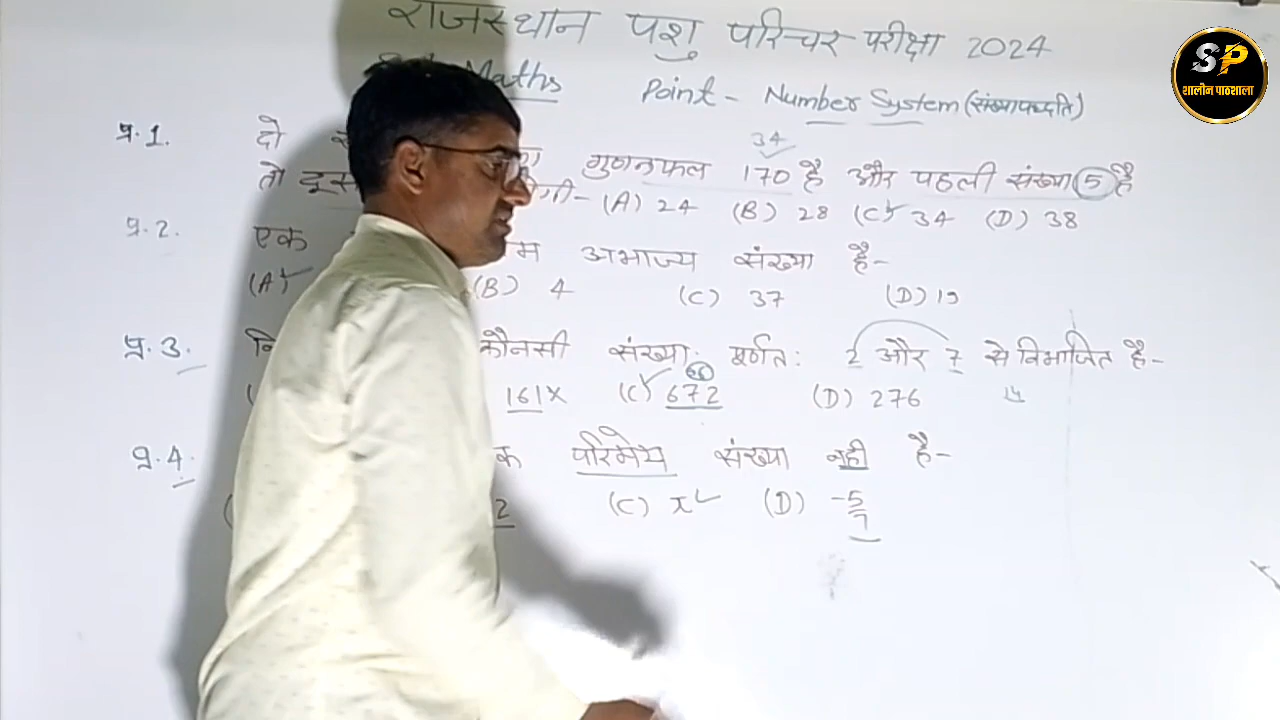 राजस्थान पशु परिचर परीक्षा 2024
Maths Point - Number System (संख्यापद्धति)
SP
शालीन पाठशाला
34
प्र.1. दो गुणनफल 170 है और पहली संख्या 5 है
तो (A) 24 (B) 28 (C) 34 (D) 38
प्र.2. एक अभाज्य संख्या है-
(A) (B) 4 (C) 37 (D) 19
प्र.3 कौनसी संख्या पूर्णत: 2 और 7 से विभाजित है-
161x (C) 672 (D) 276 14
प्र.4. परिमेय संख्या नही है-
2 (C) π (D) -5/7